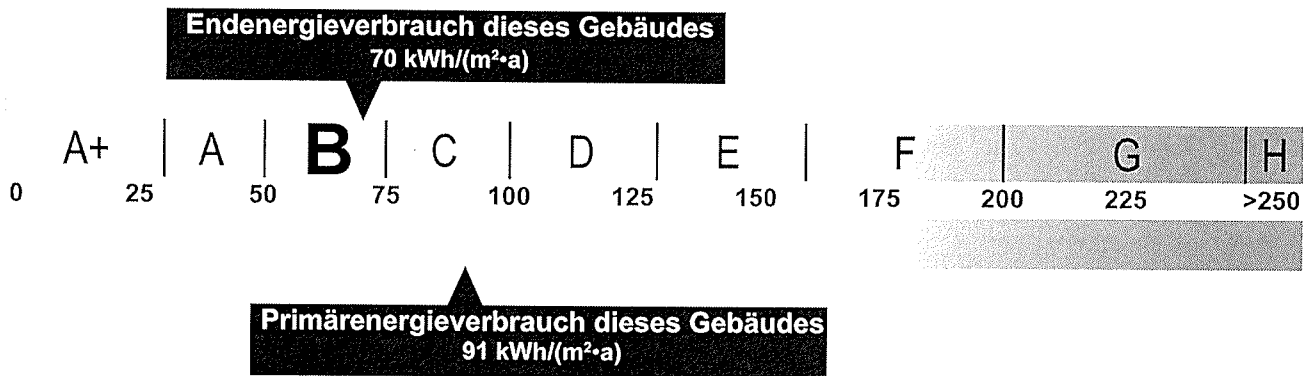 Endenergieverbrauch dieses Gebäudes
70 kWh/(m²•a)
A+ A B C D E F G H
0 25 50 75 100 125 150 175 200 225 >250
Primärenergieverbrauch dieses Gebäudes
91 kWh/(m²•a)